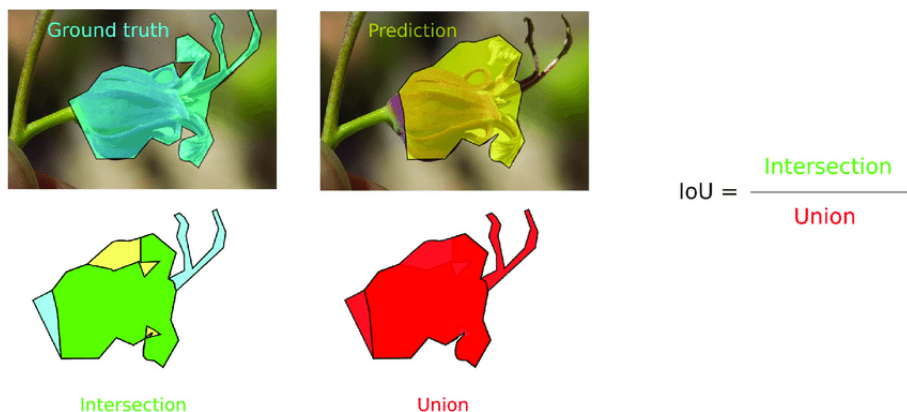 Ground truth
Prediction
IoU =
Intersection
Union
Intersection
Union